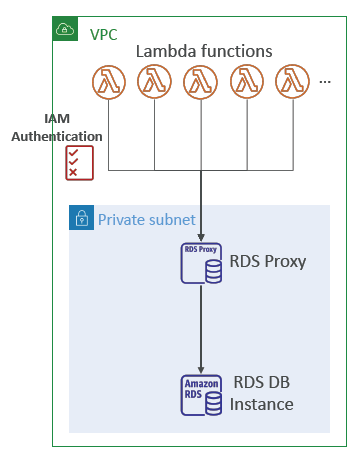 VPC
Lambda functions
...
IAM
Authentication
Private subnet
RDS Proxy
RDS Proxy
Amazon
RDS
RDS DB
Instance